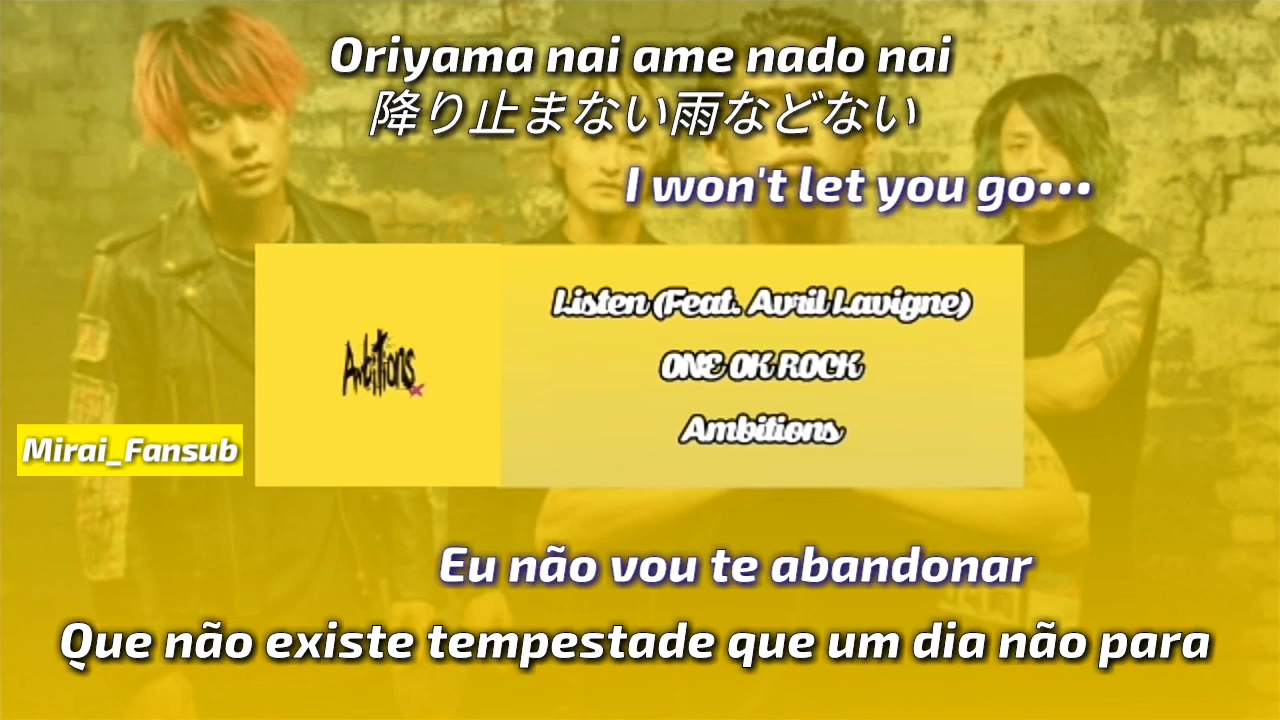 Oriyama nai ame nado nai
降り止まない雨などない
I won't let you go•••
Listen (Feat. Avril Lavigne)
ONE OK ROCK
Ambitions
Ambitions
Mirai_Fansub
Eu não vou te abandonar
Que não existe tempestade que um dia não para